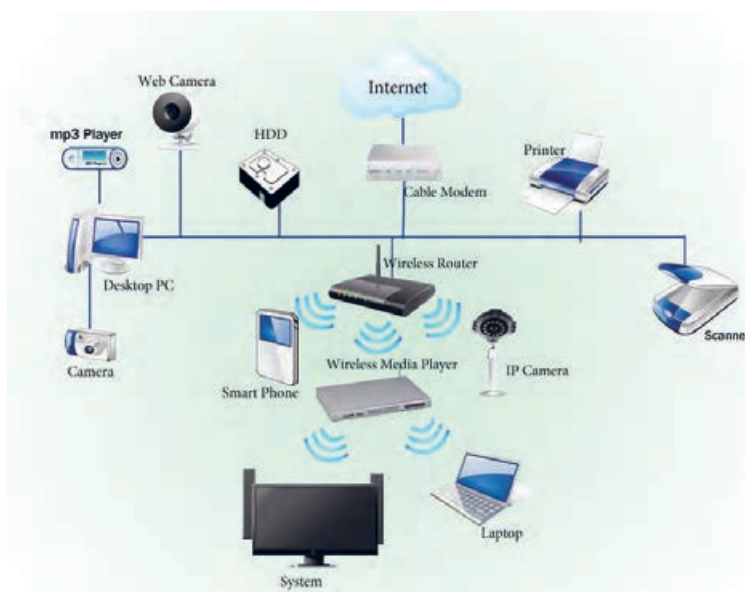 Web Camera
Internet
mp3 Player
HDD
Printer
Cable Modem
Wireless Router
Desktop PC
Scanne
Camera
Smart Phone
Wireless Media Player
IP Camera
Laptop
System